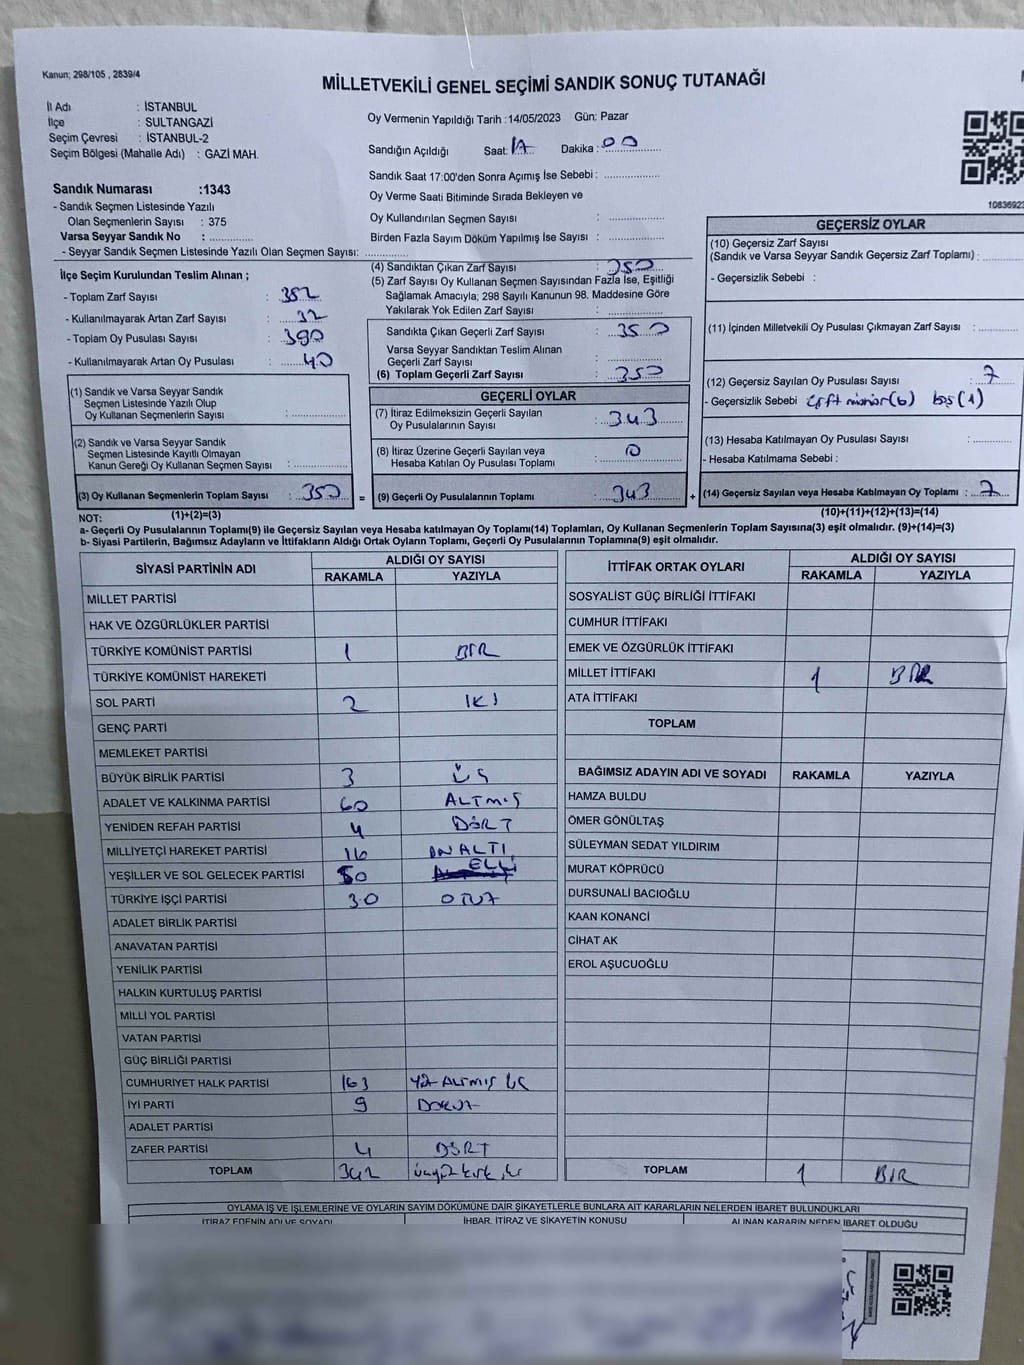 Kanun; 298/105 , 2839/4
MİLLETVEKİLİ GENEL SEÇİMİ SANDIK SONUÇ TUTANAĞI
İl Adı : İSTANBUL
İlçe : SULTANGAZİ
Seçim Çevresi : İSTANBUL-2
Seçim Bölgesi (Mahalle Adı) : GAZİ MAH.
Sandık Numarası :1343
- Sandık Seçmen Listesinde Yazılı
Olan Seçmenlerin Sayısı : 375
Varsa Seyyar Sandık No :
- Seyyar Sandık Seçmen Listesinde Yazılı Olan Seçmen Sayısı:
Oy Vermenin Yapıldığı Tarih :14/05/2023 Gün: Pazar
Sandığın Açıldığı Saat: Dakika: 00
Sandık Saat 17:00'den Sonra Açımış İse Sebebi :
Oy Verme Saati Bitiminde Sırada Bekleyen ve
Oy Kullandırılan Seçmen Sayısı :
Birden Fazla Sayım Döküm Yapılmış İse Sayısı :
1083692
İlçe Seçim Kurulundan Teslim Alınan ;
- Toplam Zarf Sayısı : 382
- Kullanılmayarak Artan Zarf Sayısı : 32
- Toplam Oy Pusulası Sayısı : 390
- Kullanılmayarak Artan Oy Pusulası : 40
(1) Sandık ve Varsa Seyyar Sandık
Seçmen Listesinde Yazılı Olup
Oy Kullanan Seçmenlerin Sayısı :
(2) Sandık ve Varsa Seyyar Sandık
Seçmen Listesinde Kayıtlı Olmayan
Kanun Gereği Oy Kullanan Seçmen Sayısı :
(3) Oy Kullanan Seçmenlerin Toplam Sayısı : 350 =
(1)+(2)=(3)
(4) Sandıktan Çıkan Zarf Sayısı : 350
(5) Zarf Sayısı Oy Kullanan Seçmen Sayısından Fazla İse, Eşitliği
Sağlamak Amacıyla; 298 Sayılı Kanunun 98. Maddesine Göre
Yakılarak Yok Edilen Zarf Sayısı :
Sandıkta Çıkan Geçerli Zarf Sayısı : 350
Varsa Seyyar Sandıktan Teslim Alınan
Geçerli Zarf Sayısı :
(6) Toplam Geçerli Zarf Sayısı : 350
GEÇERLİ OYLAR
(7) İtiraz Edilmeksizin Geçerli Sayılan
Oy Pusulalarının Sayısı : 343
(8) İtiraz Üzerine Geçerli Sayılan veya
Hesaba Katılan Oy Pusulası Toplamı : 0
(9) Geçerli Oy Pusulalarının Toplamı : 343 +
GEÇERSİZ OYLAR
(10) Geçersiz Zarf Sayısı
(Sandık ve Varsa Seyyar Sandık Geçersiz Zarf Toplamı) :
- Geçersizlik Sebebi :
(11) İçinden Milletvekili Oy Pusulası Çıkmayan Zarf Sayısı :
(12) Geçersiz Sayılan Oy Pusulası Sayısı : 7
- Geçersizlik Sebebi çift mühür(6) boş(1)
(13) Hesaba Katılmayan Oy Pusulası Sayısı :
- Hesaba Katılmama Sebebi :
(14) Geçersiz Sayılan veya Hesaba Katılmayan Oy Toplamı : 7
(10)+(11)+(12)+(13)=(14)
NOT:
a- Geçerli Oy Pusulalarının Toplamı(9) ile Geçersiz Sayılan veya Hesaba katılmayan Oy Toplamı(14) Toplamları, Oy Kullanan Seçmenlerin Toplam Sayısına(3) eşit olmalıdır. (9)+(14)=(3)
b- Siyasi Partilerin, Bağımsız Adayların ve İttifakların Aldığı Ortak Oyların Toplamı, Geçerli Oy Pusulalarının Toplamına(9) eşit olmalıdır.
SİYASİ PARTİNİN ADI ALDIĞI OY SAYISI
RAKAMLA YAZIYLA
MİLLET PARTİSİ
HAK VE ÖZGÜRLÜKLER PARTİSİ
TÜRKİYE KOMÜNİST PARTİSİ 1 BİR
TÜRKİYE KOMÜNİST HAREKETİ
SOL PARTİ 2 İKİ
GENÇ PARTİ
MEMLEKET PARTİSİ
BÜYÜK BİRLİK PARTİSİ 3 ÜÇ
ADALET VE KALKINMA PARTİSİ 60 ALTMIŞ
YENİDEN REFAH PARTİSİ 4 DÖRT
MİLLİYETÇİ HAREKET PARTİSİ 16 ONALTI
YEŞİLLER VE SOL GELECEK PARTİSİ 50 ELLİ
TÜRKİYE İŞÇİ PARTİSİ 30 OTUZ
ADALET BİRLİK PARTİSİ
ANAVATAN PARTİSİ
YENİLİK PARTİSİ
HALKIN KURTULUŞ PARTİSİ
MİLLİ YOL PARTİSİ
VATAN PARTİSİ
GÜÇ BİRLİĞİ PARTİSİ
CUMHURİYET HALK PARTİSİ 163 YÜZ ALTMIŞ ÜÇ
İYİ PARTİ 9 DOKUZ
ADALET PARTİSİ
ZAFER PARTİSİ 4 DÖRT
TOPLAM 342 üçyüz kırk iki
İTTİFAK ORTAK OYLARI ALDIĞI OY SAYISI
RAKAMLA YAZIYLA
SOSYALİST GÜÇ BİRLİĞİ İTTİFAKI
CUMHUR İTTİFAKI
EMEK VE ÖZGÜRLÜK İTTİFAKI
MİLLET İTTİFAKI 1 BİR
ATA İTTİFAKI
TOPLAM
BAĞIMSIZ ADAYIN ADI VE SOYADI RAKAMLA YAZIYLA
HAMZA BULDU
ÖMER GÖNÜLTAŞ
SÜLEYMAN SEDAT YILDIRIM
MURAT KÖPRÜCÜ
DURSUNALİ BACIOĞLU
KAAN KONANCİ
CİHAT AK
EROL AŞUCUOĞLU
TOPLAM 1 BİR
OYLAMA İŞ VE İŞLEMLERİNE VE OYLARIN SAYIM DÖKÜMÜNE DAİR ŞİKAYETLERLE BUNLARA AİT KARARLARIN NELERDEN İBARET BULUNDUKLARI
İTİRAZ EDENİN ADI VE SOYADI İHBAR, İTİRAZ VE ŞİKAYETİN KONUSU ALINAN KARARIN NEDEN İBARET OLDUĞU